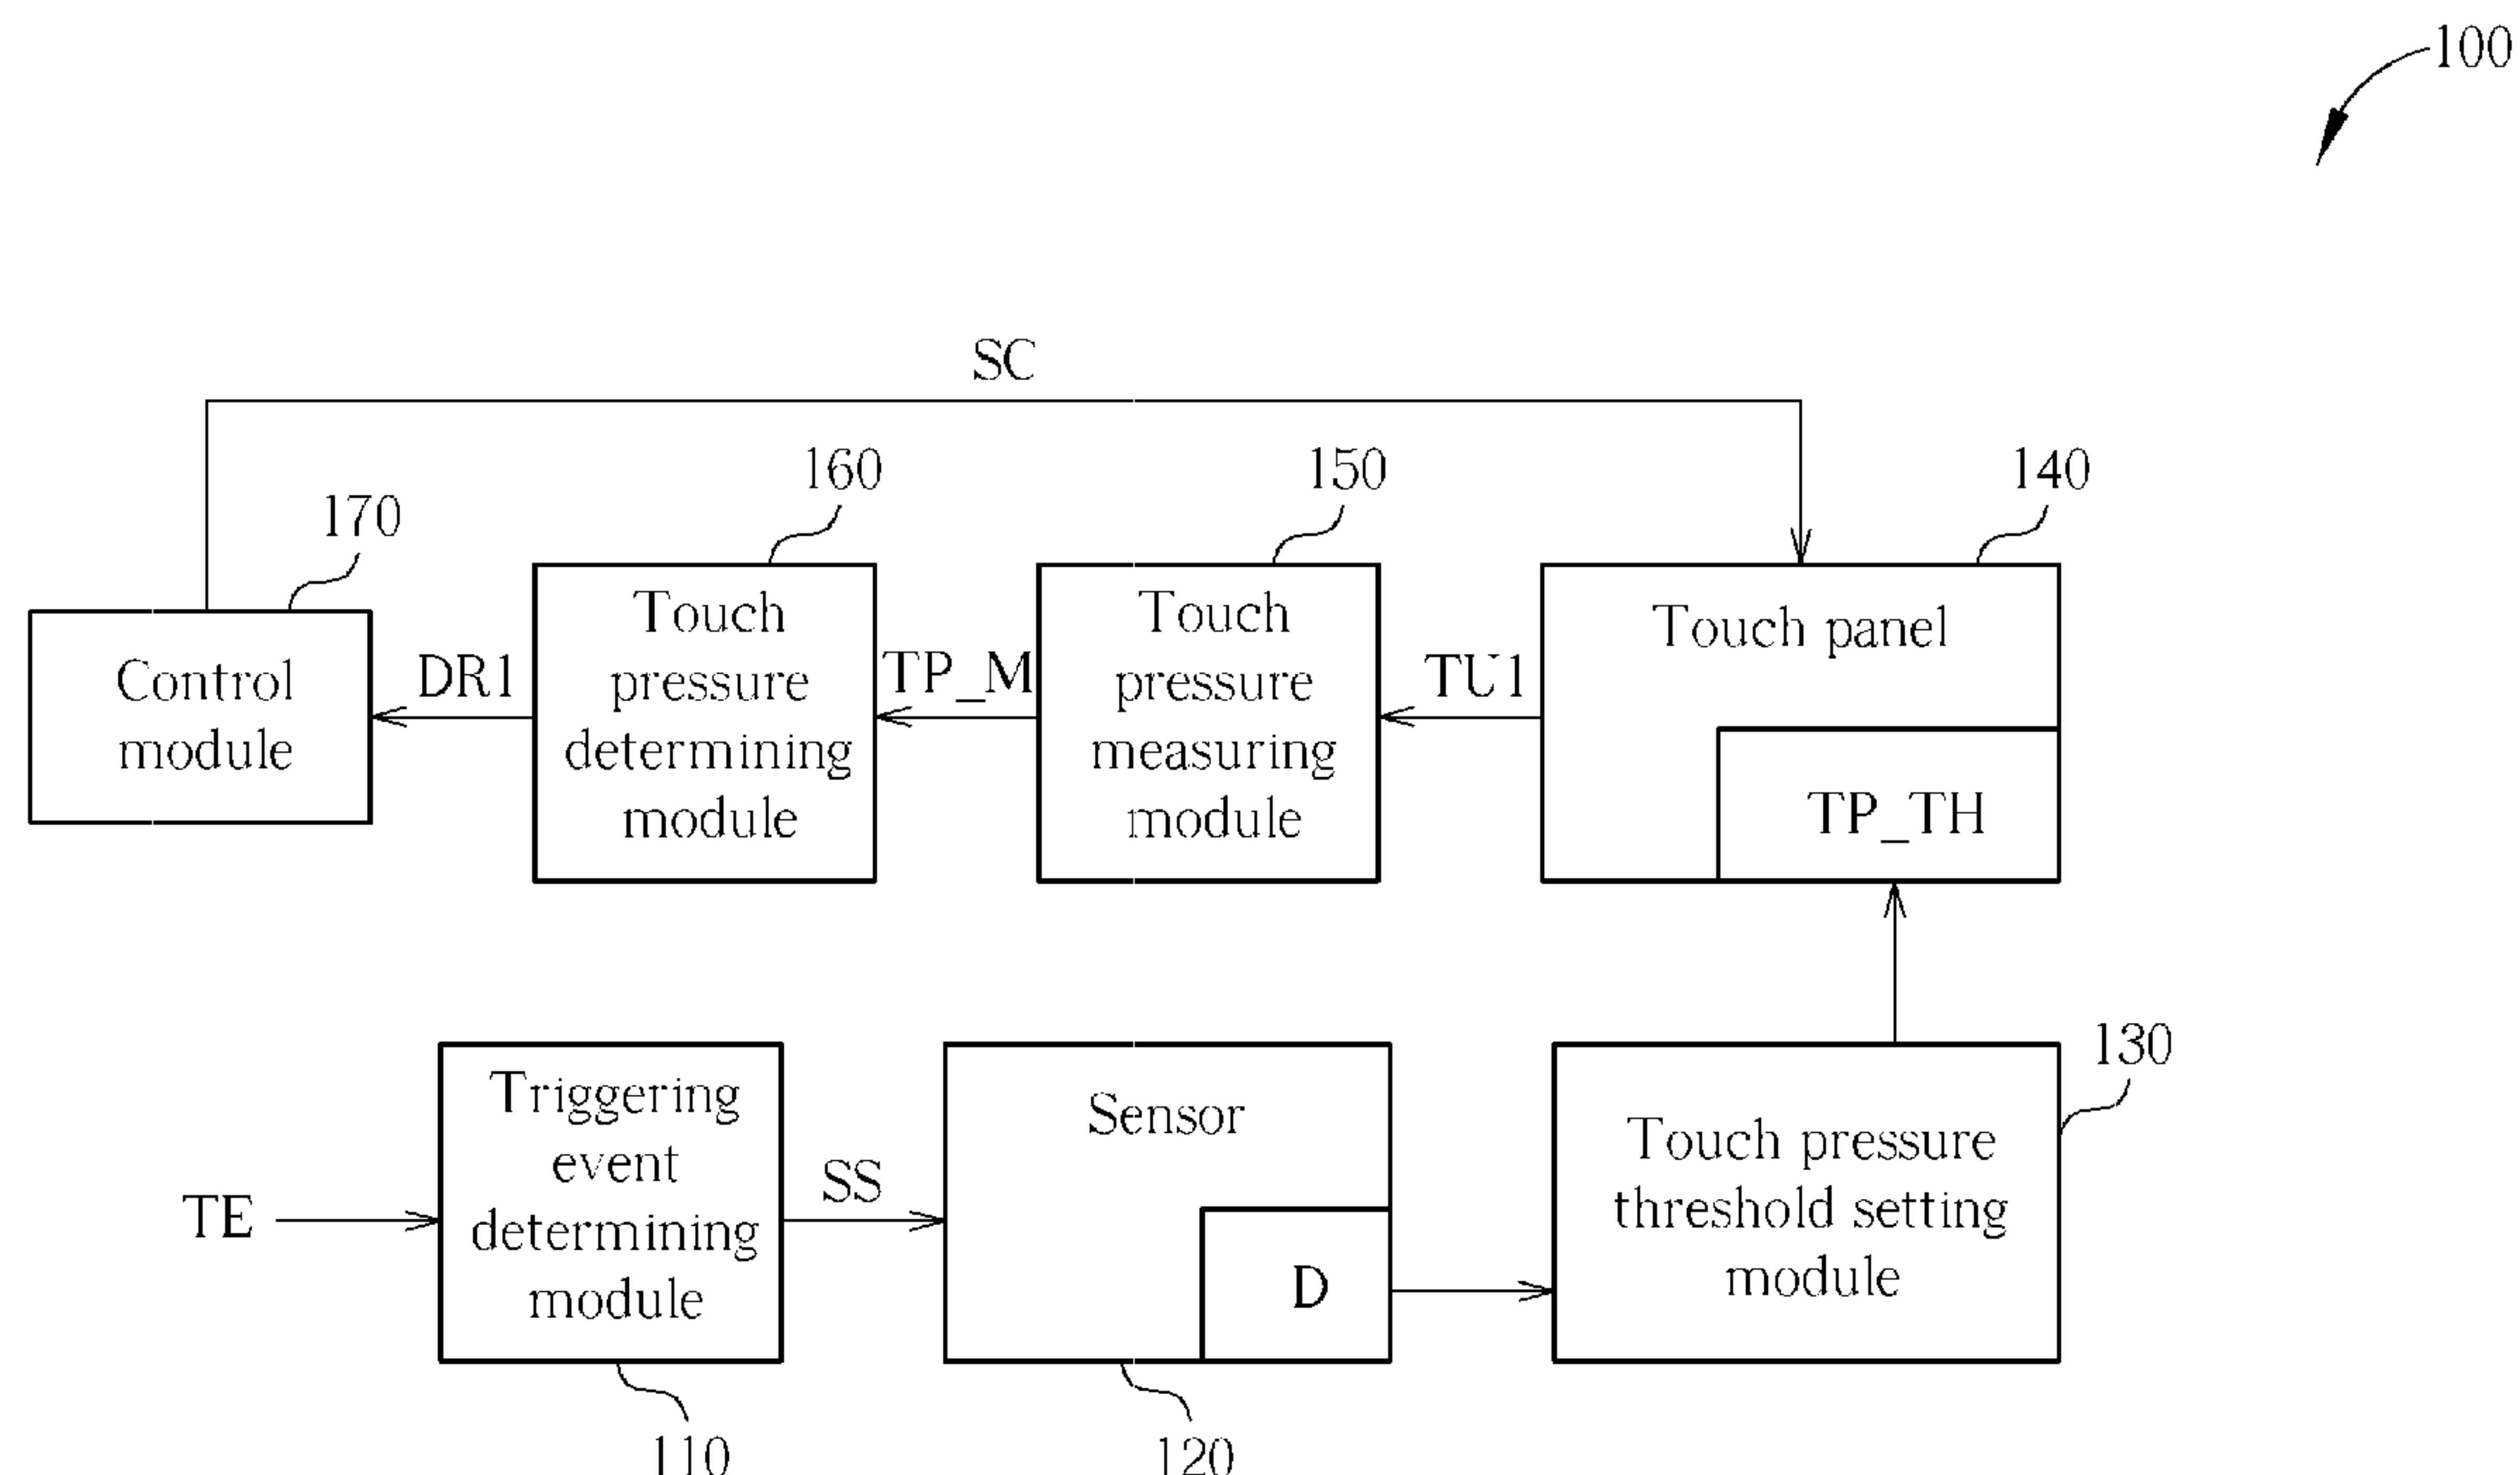 100
SC
160
150
140
170
Touch
pressure
determining
module
Touch
pressure
measuring
module
Touch panel
TP_TH
Control
module
DR1
TP_M
TU1
130
Triggering
event
determining
module
Sensor
D
Touch pressure
threshold setting
module
TE
SS
110
120